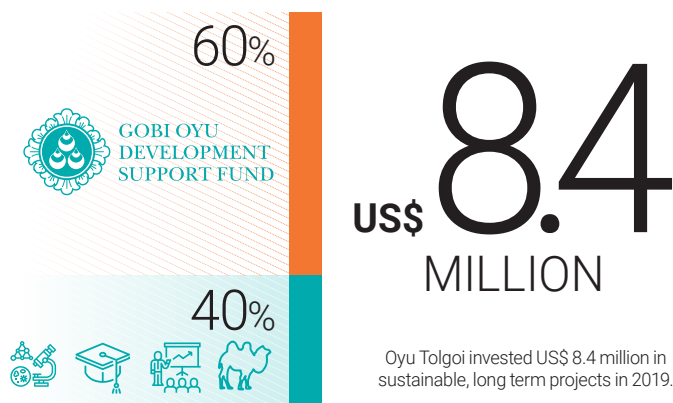 60%
GOBI OYU
DEVELOPMENT
SUPPORT FUND
40%
US$ 8.4
MILLION
Oyu Tolgoi invested US$ 8.4 million in
sustainable, long term projects in 2019.